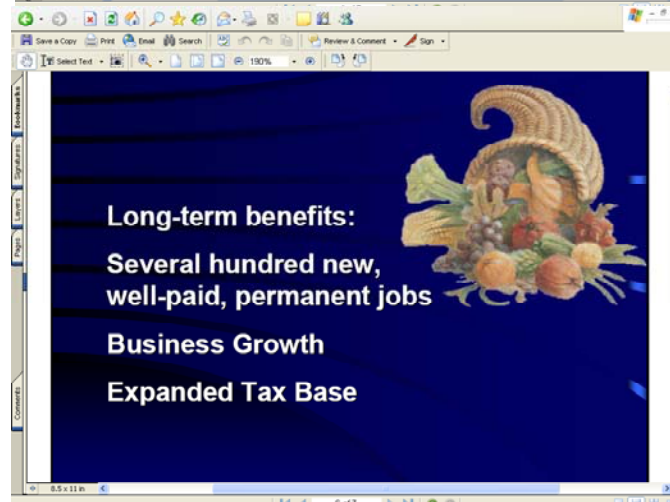 Save a Copy Print Email Search Review & Comment Sign
Select Text 190%
Bookmarks
Signatures
Layers
Pages
Comments
Long-term benefits:
Several hundred new,
well-paid, permanent jobs
Business Growth
Expanded Tax Base
8.5 x 11 in